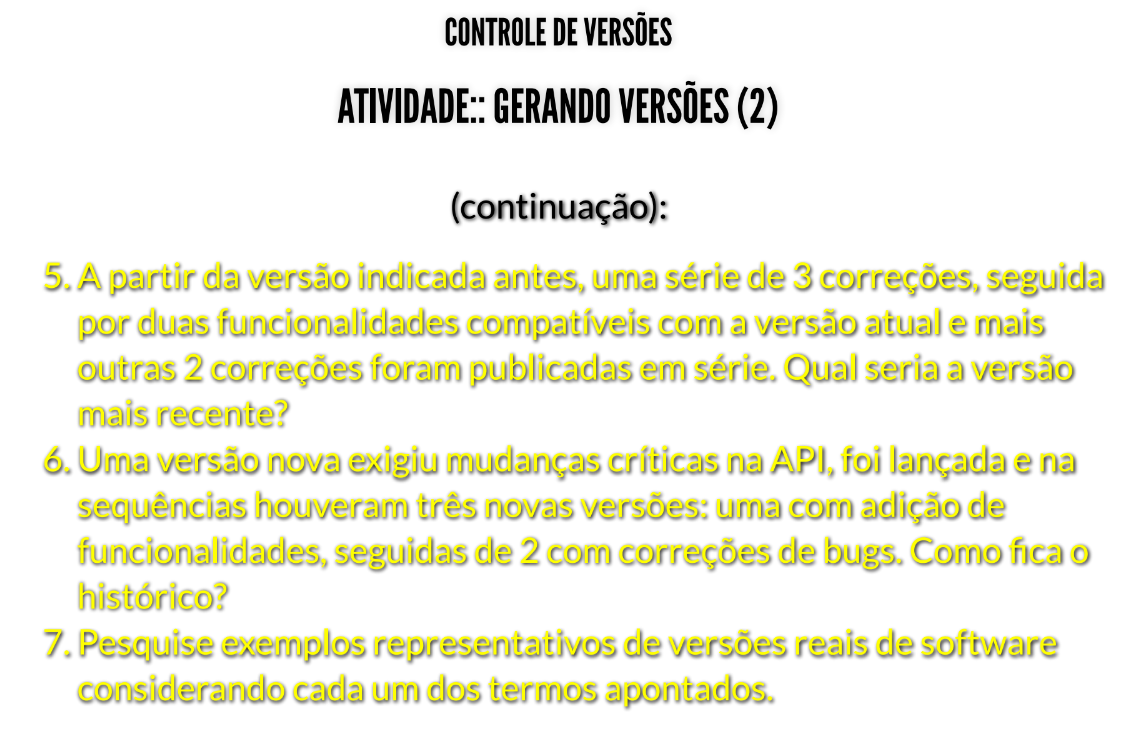 CONTROLE DE VERSÕES
ATIVIDADE:: GERANDO VERSÕES (2)
(continuação):
5. A partir da versão indicada antes, uma série de 3 correções, seguida
por duas funcionalidades compatíveis com a versão atual e mais
outras 2 correções foram publicadas em série. Qual seria a versão
mais recente?
6. Uma versão nova exigiu mudanças críticas na API, foi lançada e na
sequências houveram três novas versões: uma com adição de
funcionalidades, seguidas de 2 com correções de bugs. Como fica o
histórico?
7. Pesquise exemplos representativos de versões reais de software
considerando cada um dos termos apontados.